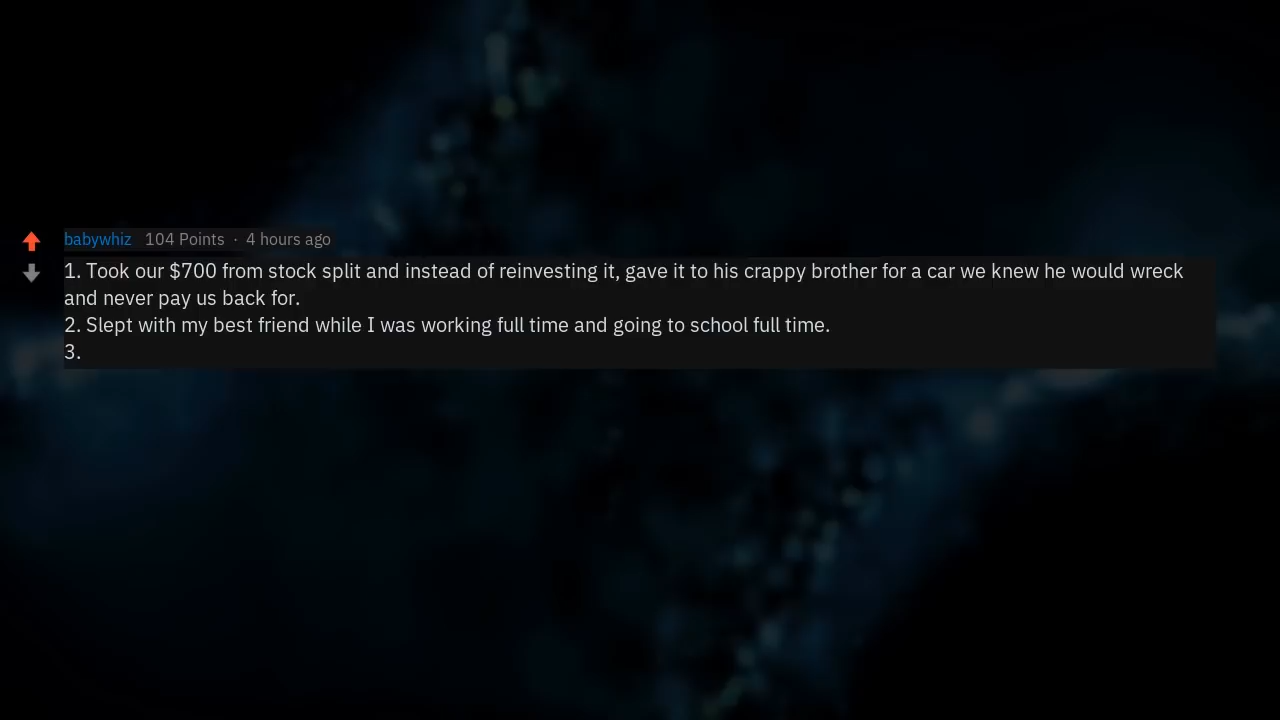 babywhiz 104 Points · 4 hours ago
1. Took our $700 from stock split and instead of reinvesting it, gave it to his crappy brother for a car we knew he would wreck
and never pay us back for.
2. Slept with my best friend while I was working full time and going to school full time.
3.